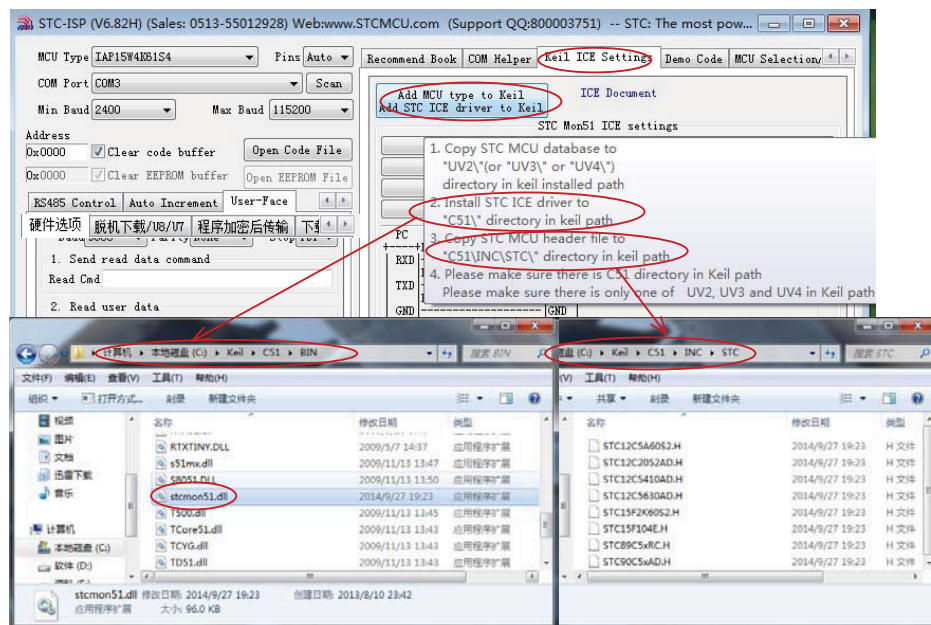 STC-ISP (V6.82H) (Sales: 0513-55012928) Web:www.STCMCU.com (Support QQ:800003751) -- STC: The most pow...
MCU Type IAP15W4K61S4 Pins Auto
COM Port COM3 Scan
Min Baud 2400 Max Baud 115200
Address
0x0000 Clear code buffer Open Code File
0x0000 Clear EEPROM buffer Open EEPROM File
RS485 Control Auto Increment User-Face
硬件选项 脱机下载/U8/U7 程序加密后传输
1. Send read data command
Read Cmd
2. Read user data
Recommend Book COM Helper Keil ICE Settings Demo Code MCU Selection/
Add MCU type to Keil
Add STC ICE driver to Keil
ICE Document
STC Mon51 ICE settings
1. Copy STC MCU database to
"UV2\"(or "UV3\" or "UV4\")
directory in keil installed path
2. Install STC ICE driver to
"C51\" directory in keil path
3. Copy STC MCU header file to
"C51\INC\STC\" directory in keil path
4. Please make sure there is C51 directory in Keil path
Please make sure there is only one of UV2, UV3 and UV4 in Keil path
PC
RXD
TXD
GND GND
计算机 本地磁盘 (C:) Keil C51 BIN 搜索 BIN
文件(F) 编辑(E) 查看(V) 工具(T) 帮助(H)
组织 打开方式... 刻录 新建文件夹
视频
图片
文档
迅雷下载
音乐
计算机
本地磁盘 (C:)
软件 (D:)
名称 修改日期 类型
RTXTINY.DLL 2009/5/7 14:37 应用程序扩展
s51mx.dll 2009/11/13 13:47 应用程序扩展
S8051.DLL 2009/11/13 13:50 应用程序扩展
stcmon51.dll 2014/9/27 19:23 应用程序扩展
T500.dll 2009/11/13 13:45 应用程序扩展
TCore51.dll 2009/11/13 13:43 应用程序扩展
TCYG.dll 2009/11/13 13:43 应用程序扩展
TD51.dll 2009/11/13 13:43 应用程序扩展
stcmon51.dll 修改日期: 2014/9/27 19:23 创建日期: 2013/8/10 23:42
应用程序扩展 大小: 96.0 KB
磁盘 (C:) Keil C51 INC STC 搜索 STC
(V) 工具(T) 帮助(H)
共享 刻录 新建文件夹
名称 修改日期 类型
STC12C5A60S2.H 2014/9/27 19:23 H 文件
STC12C2052AD.H 2014/9/27 19:23 H 文件
STC12C5410AD.H 2014/9/27 19:23 H 文件
STC12C5630AD.H 2014/9/27 19:23 H 文件
STC15F2K60S2.H 2014/9/27 19:23 H 文件
STC15F104E.H 2014/9/27 19:23 H 文件
STC89C5xRC.H 2014/9/27 19:23 H 文件
STC90C5xAD.H 2014/9/27 19:23 H 文件